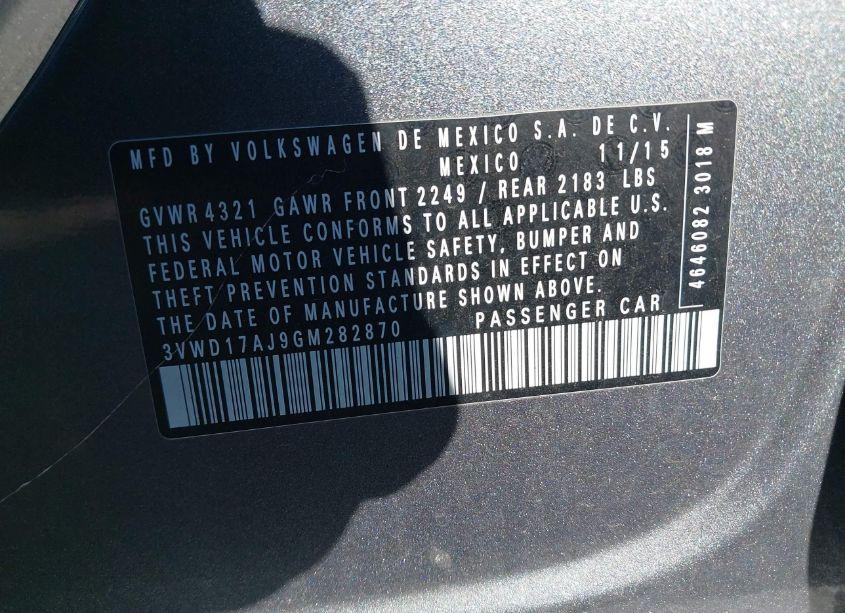 MFD BY VOLKSWAGEN DE MEXICO S.A. DE C.V.
MEXICO 11/15
GVWR 4321 GAWR FRONT 2249 / REAR 2183 LBS
THIS VEHICLE CONFORMS TO ALL APPLICABLE U.S.
FEDERAL MOTOR VEHICLE SAFETY, BUMPER AND
THEFT PREVENTION STANDARDS IN EFFECT ON
THE DATE OF MANUFACTURE SHOWN ABOVE.
3VWD17AJ9GM282870 PASSENGER CAR
4646082 3018 M